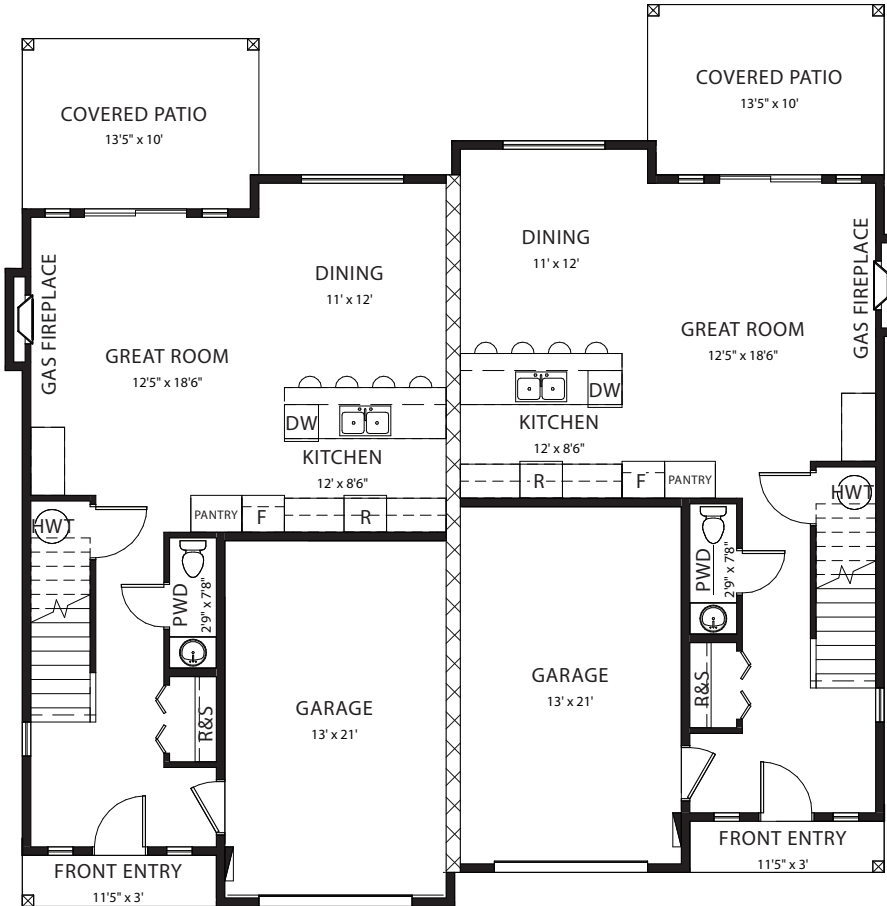 COVERED PATIO
13'5" x 10'
COVERED PATIO
13'5" x 10'
DINING
11' x 12'
DINING
11' x 12'
GAS FIREPLACE
GAS FIREPLACE
GREAT ROOM
12'5" x 18'6"
GREAT ROOM
12'5" x 18'6"
DW
DW
KITCHEN
12' x 8'6"
KITCHEN
12' x 8'6"
PANTRY
F
R
R
F
PANTRY
HWT
HWT
PWD
2'9" x 7'8"
PWD
2'9" x 7'8"
R&S
R&S
GARAGE
13' x 21'
GARAGE
13' x 21'
FRONT ENTRY
11'5" x 3'
FRONT ENTRY
11'5" x 3'